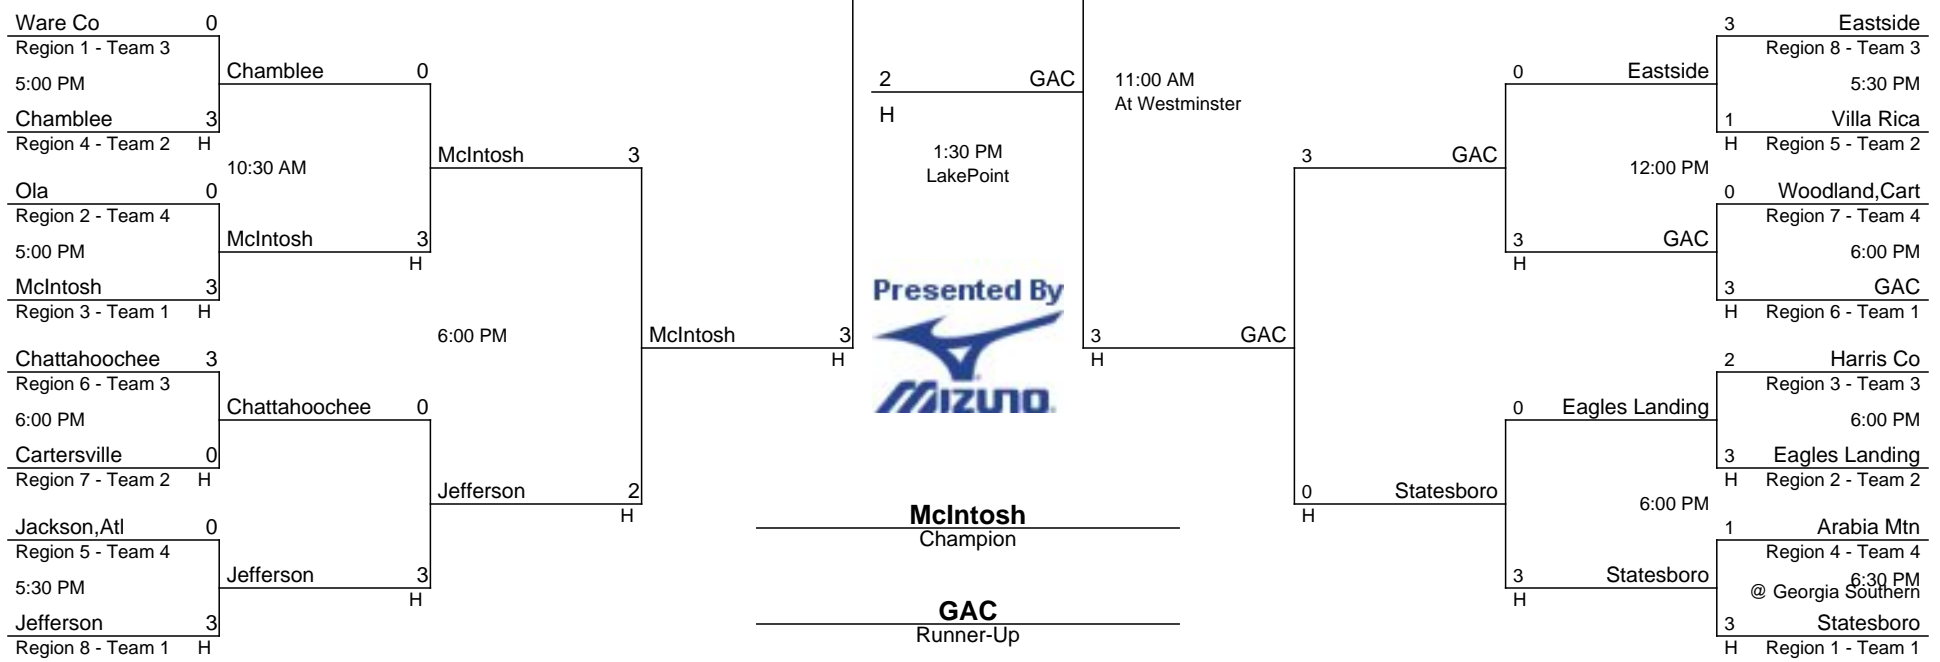 Ware Co 0
Region 1 - Team 3
5:00 PM
Chamblee 3
Region 4 - Team 2 H
Ola 0
Region 2 - Team 4
5:00 PM
McIntosh 3
Region 3 - Team 1 H
Chattahoochee 3
Region 6 - Team 3
6:00 PM
Cartersville 0
Region 7 - Team 2 H
Jackson,Atl 0
Region 5 - Team 4
5:30 PM
Jefferson 3
Region 8 - Team 1 H
Chamblee 0
10:30 AM
McIntosh 3
H
Chattahoochee 0
Jefferson 3
H
McIntosh 3
6:00 PM
Jefferson 2
H
McIntosh 3
H
2 GAC
H
1:30 PM
LakePoint
Presented By
MIZUNO
McIntosh
Champion
GAC
Runner-Up
11:00 AM
At Westminster
3 GAC
H
3 GAC
0 Statesboro
H
0 Eastside
12:00 PM
3 GAC
H
0 Eagles Landing
6:00 PM
3 Statesboro
H
3 Eastside
Region 8 - Team 3
5:30 PM
1 Villa Rica
H Region 5 - Team 2
0 Woodland,Cart
Region 7 - Team 4
6:00 PM
3 GAC
H Region 6 - Team 1
2 Harris Co
Region 3 - Team 3
6:00 PM
3 Eagles Landing
H Region 2 - Team 2
1 Arabia Mtn
Region 4 - Team 4
6:30 PM
@ Georgia Southern
3 Statesboro
H Region 1 - Team 1